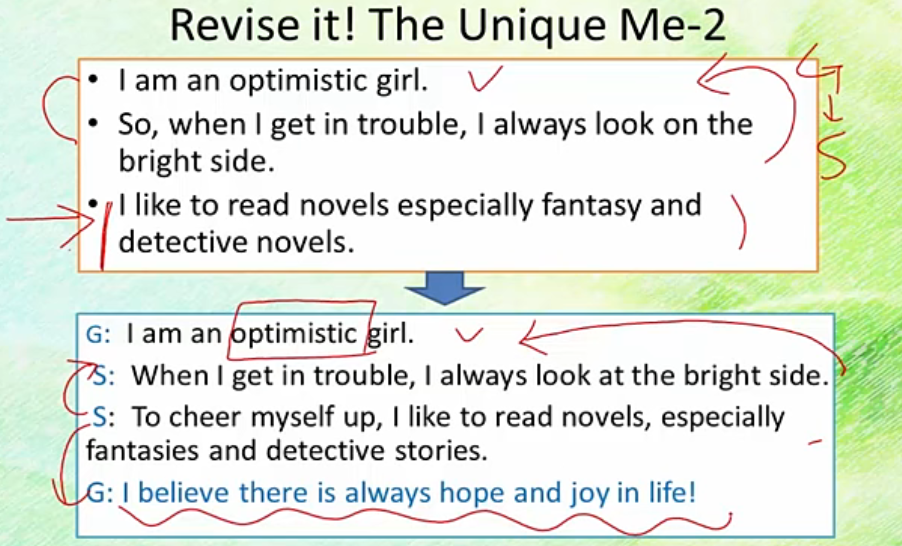 Revise it! The Unique Me-2
• I am an optimistic girl.
• So, when I get in trouble, I always look on the
bright side.
• I like to read novels especially fantasy and
detective novels.
G
S
G: I am an optimistic girl.
S: When I get in trouble, I always look at the bright side.
S: To cheer myself up, I like to read novels, especially
fantasies and detective stories.
G: I believe there is always hope and joy in life!